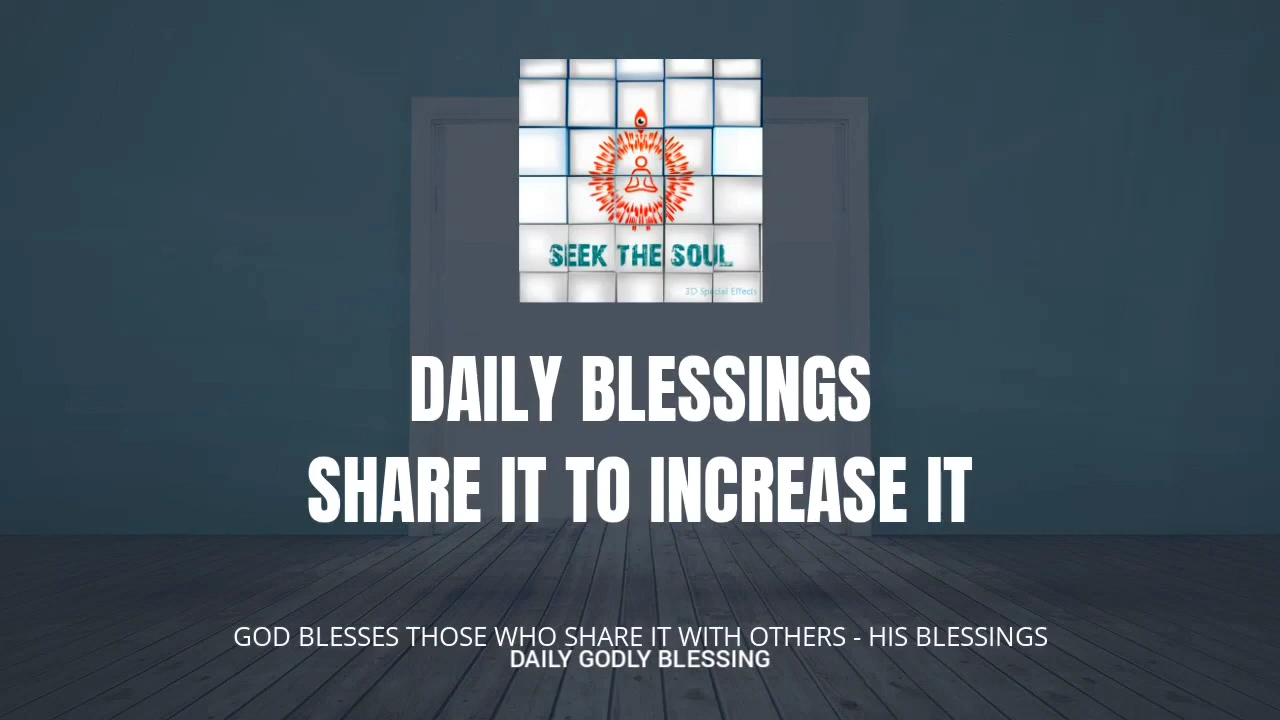 SEEK THE SOUL
3D Special Effects
DAILY BLESSINGS
SHARE IT TO INCREASE IT
GOD BLESSES THOSE WHO SHARE IT WITH OTHERS - HIS BLESSINGS
DAILY GODLY BLESSING